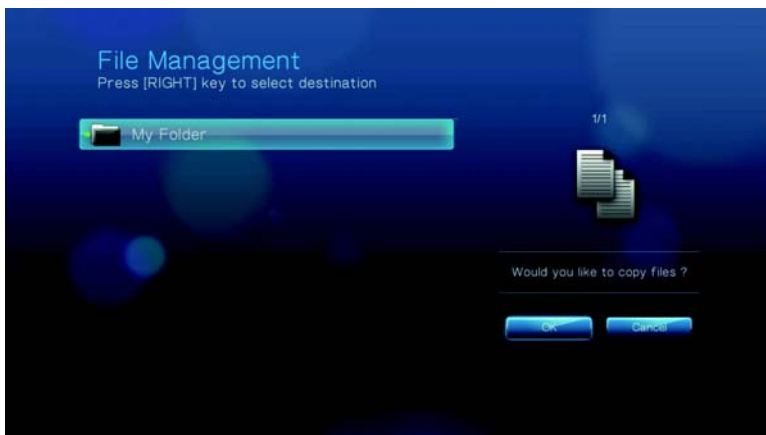 File Management
Press [RIGHT] key to select destination
My Folder
1/1
Would you like to copy files ?
OK
Cancel